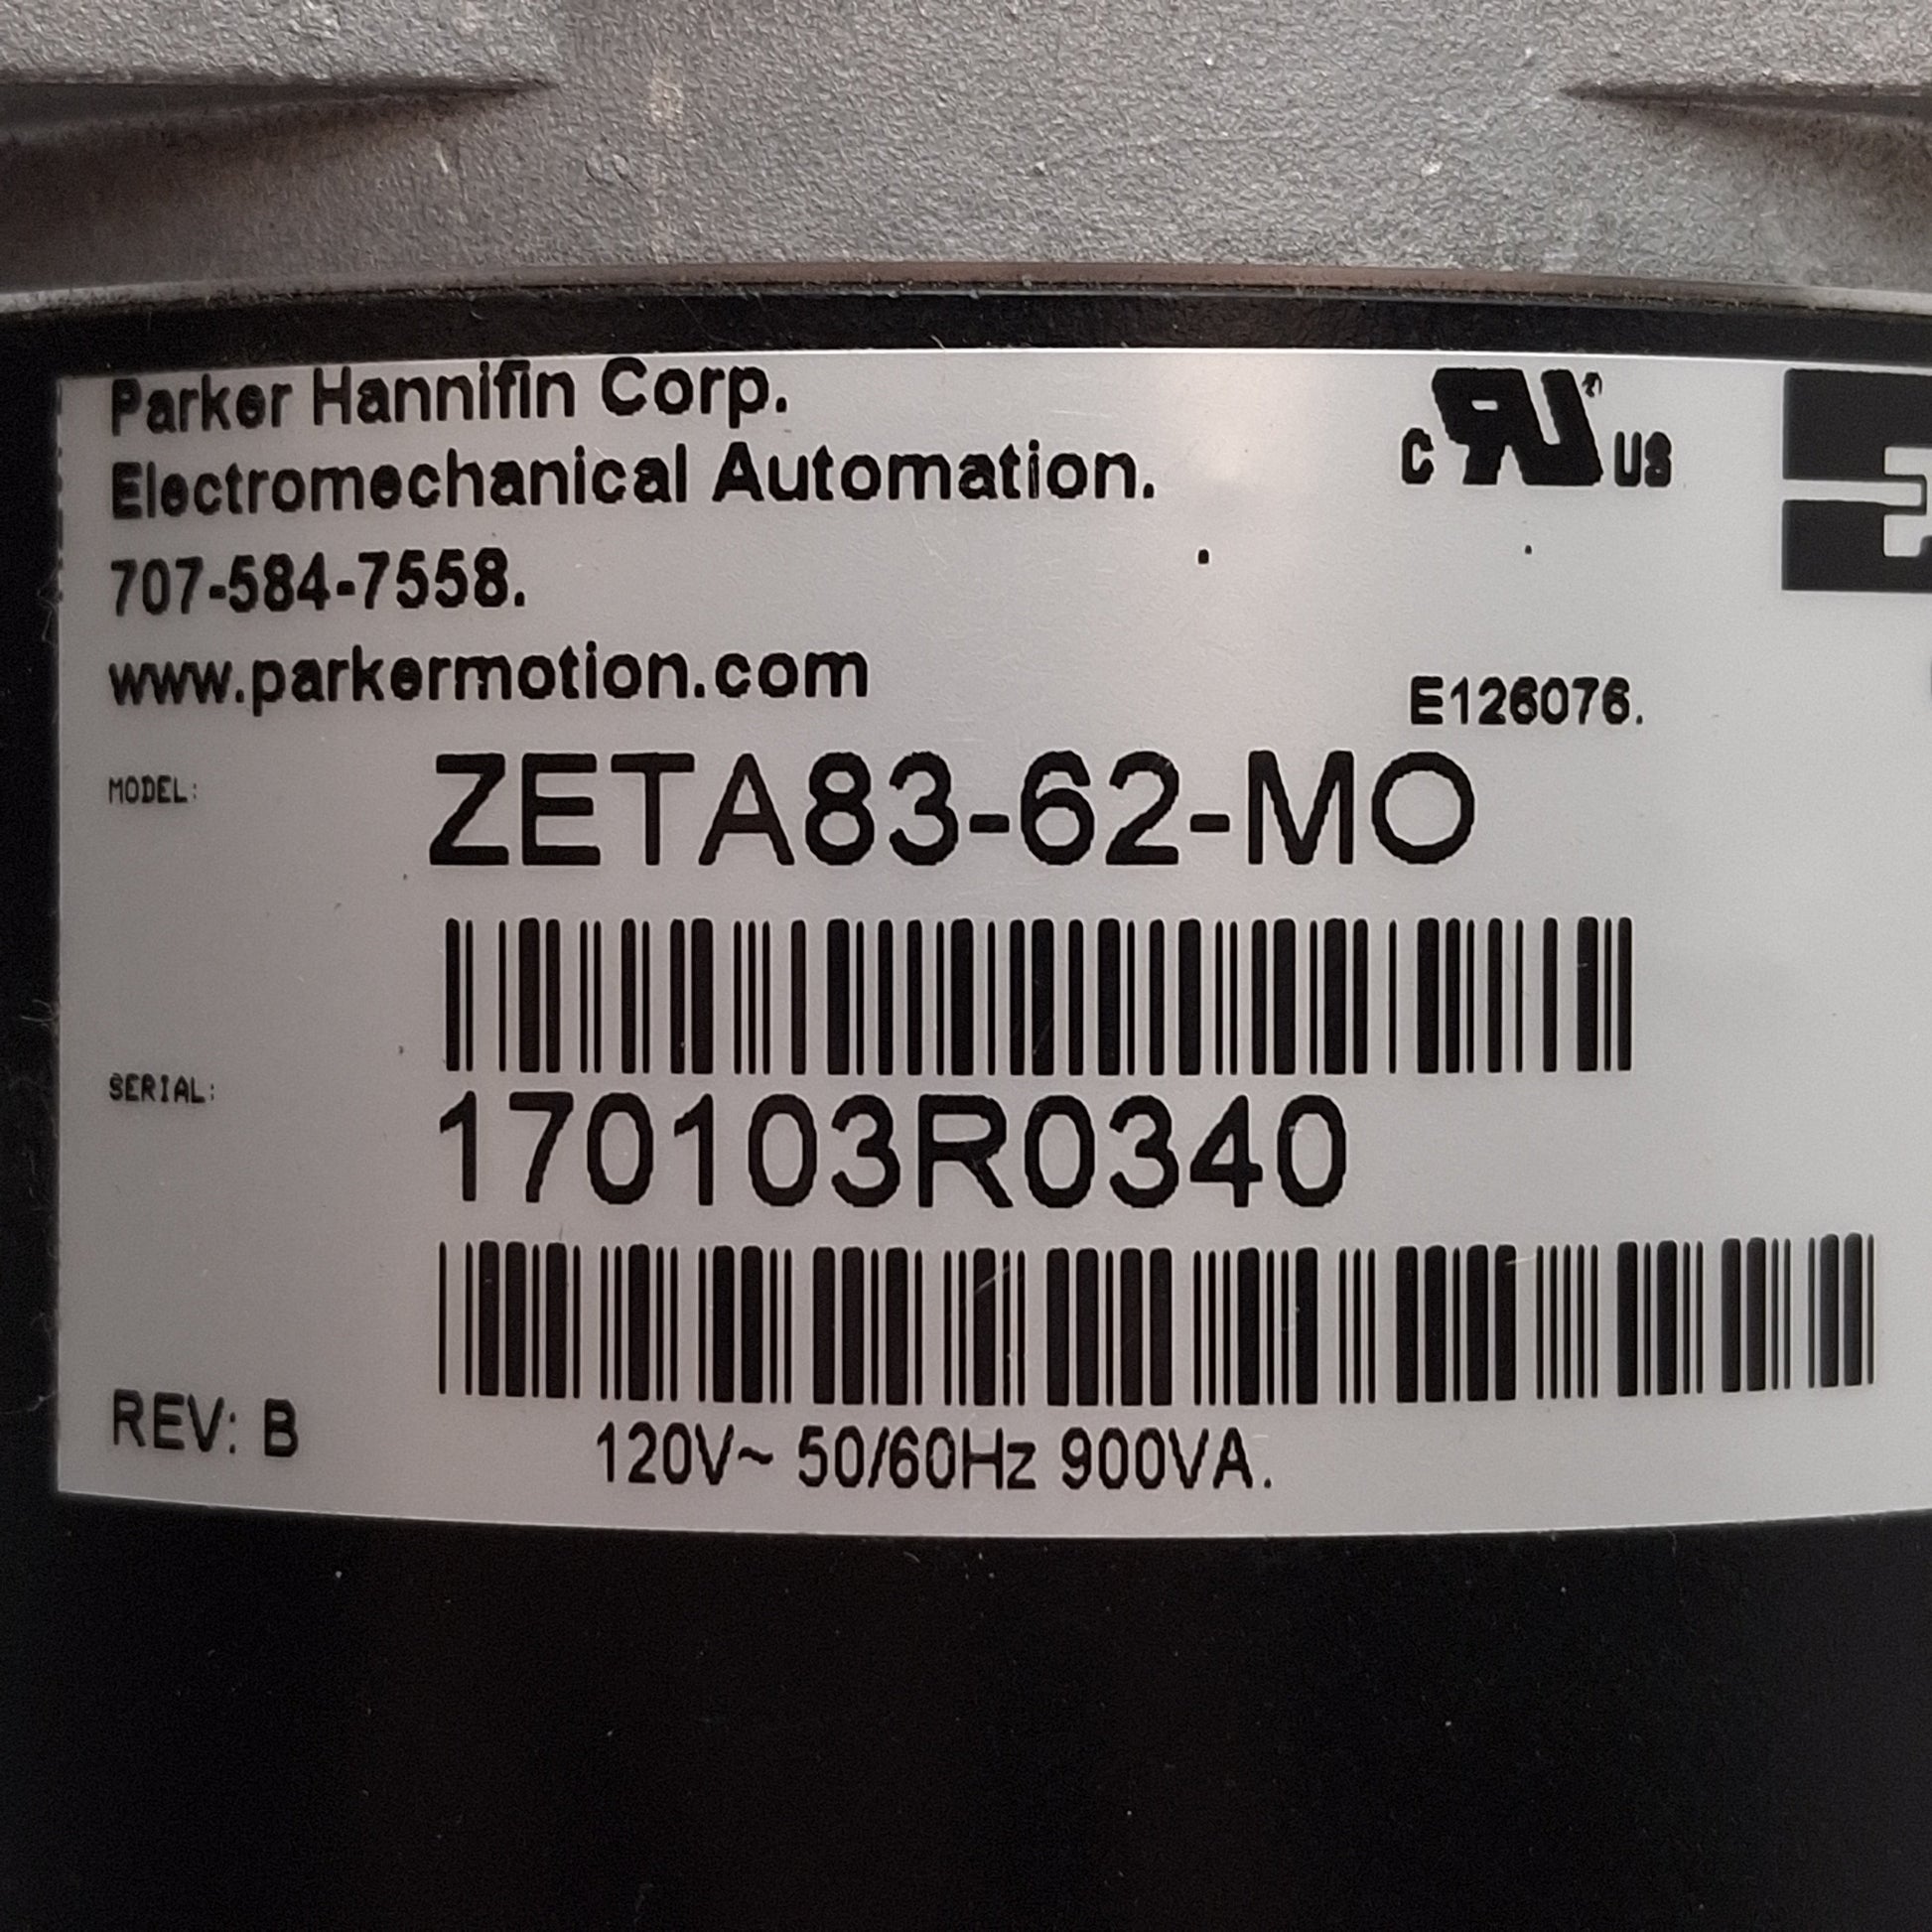 Parker Hannifin Corp.
Electromechanical Automation.
707-584-7558.
www.parkermotion.com
C RU US
E126076.
MODEL: ZETA83-62-MO
SERIAL: 170103R0340
REV: B
120V~ 50/60Hz 900VA.